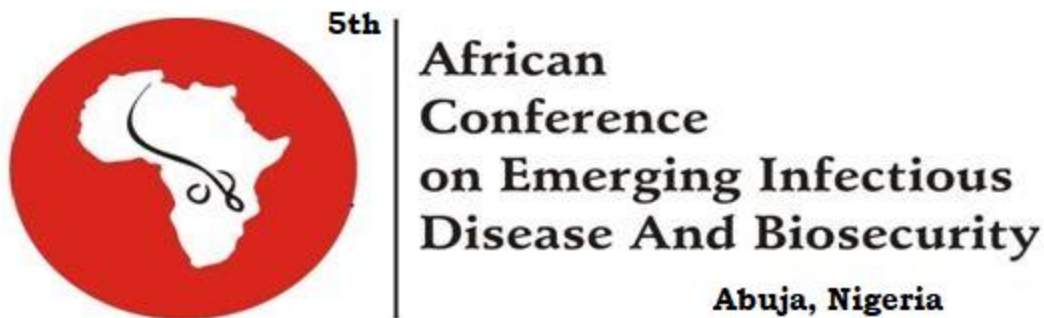 5th
African
Conference
on Emerging Infectious
Disease And Biosecurity
Abuja, Nigeria